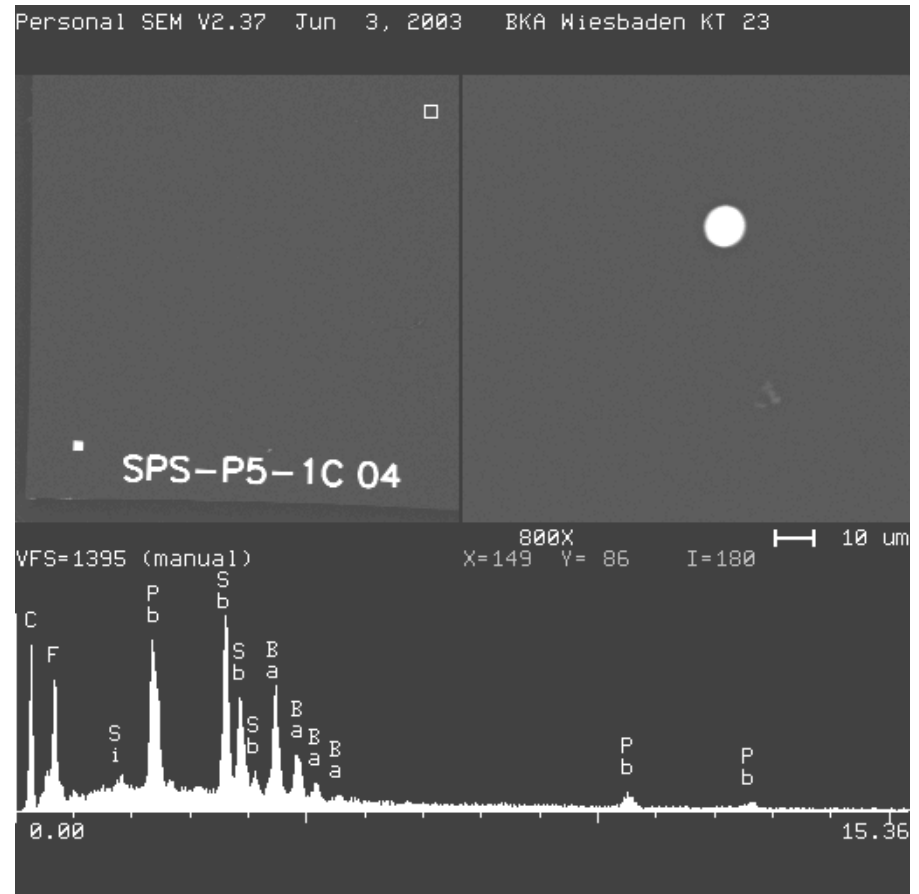 Personal SEM V2.37 Jun 3, 2003 BKA Wiesbaden KT 23
SPS-P5-1C 04
800X 10 um
VFS=1395 (manual) X=149 Y= 86 I=180
C
F
Si
Pb
Sb
Sb
Sb
Ba
Ba
Ba
Ba
Pb
Pb
0.00 15.36